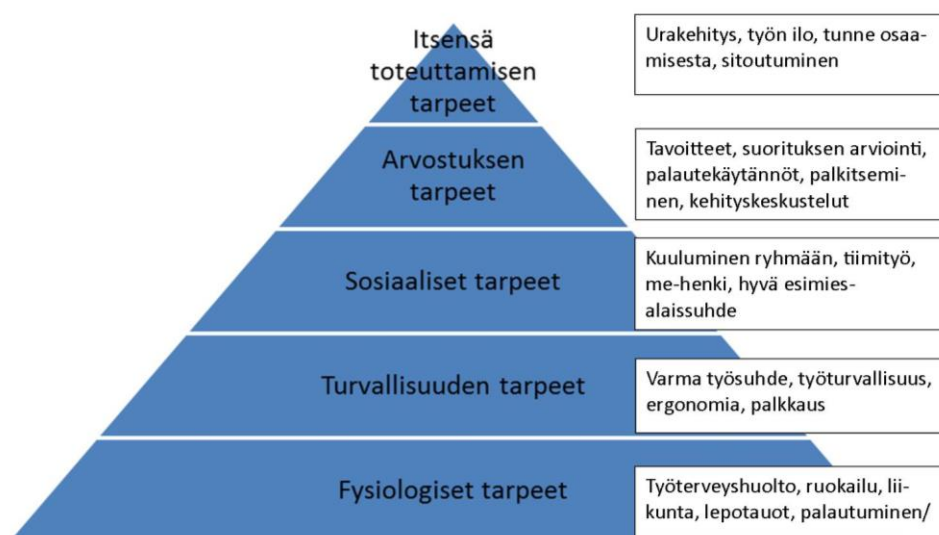 Itsensä
toteuttamisen
tarpeet
Urakehitys, työn ilo, tunne osaa-
misesta, sitoutuminen
Arvostuksen
tarpeet
Tavoitteet, suorituksen arviointi,
palautekäytännöt, palkitsemi-
nen, kehityskeskustelut
Sosiaaliset tarpeet
Kuuluminen ryhmään, tiimityö,
me-henki, hyvä esimies-
alaissuhde
Turvallisuuden tarpeet
Varma työsuhde, työturvallisuus,
ergonomia, palkkaus
Fysiologiset tarpeet
Työterveyshuolto, ruokailu, lii-
kunta, lepotauot, palautuminen/